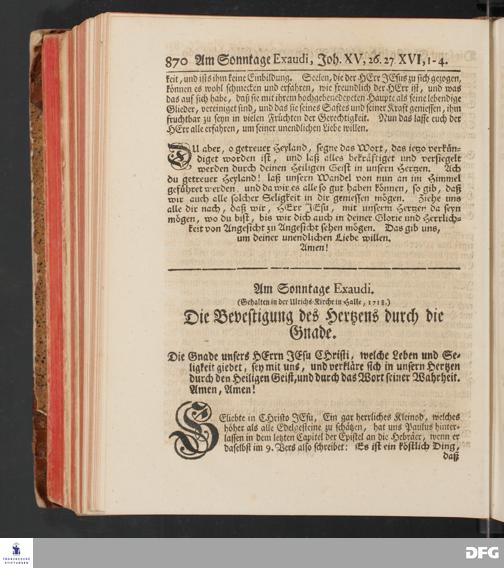 870 Am Sonntage Exaudi, Joh. XV, 26. 27 XVI, 1-4.
keit, und ists ihm keine Einbildung. Seelen, die der HErr JEsus zu sich gezogen,
können es wohl schmecken und erfahren, wie freundlich der HErr ist, und was
das auf sich habe, daß sie mit ihrem hochgebenedeyeten Haupte als seine lebendige
Glieder, vereiniget sind, und das sie seines Saftes und seiner Kraft geniessen, ihm
fruchtbar zu seyn in vielen Früchten der Gerechtigkeit. Nun das lasse euch der
HErr alle erfahren, um seiner unendlichen Liebe willen.
DU aber, o getreuer Heyland, segne das Wort, das ietzo verkün-
diget worden ist, und laß alles bekräftiget und versiegelt
werden durch deinen Heiligen Geist in unsern Hertzen. Ach
du getreuer Heyland! laß unsern Wandel von nun an im Himmel
geführet werden. und da wir es alle so gut haben können, so gib, daß
wir auch alle solcher Seligkeit in dir geniessen mögen. Ziehe uns
alle dir nach, daß wir, HErr JEsu, mit unserm Hertzen da seyn
mögen, wo du bist, bis wir dich auch in deiner Glorie und Herrlich-
keit von Angesicht zu Angesicht sehen mögen. Das gib uns,
um deiner unendlichen Liebe willen.
Amen!
Am Sonntage Exaudi.
(Gehalten in der Ulrichs-Kirche in Halle, 1718.)
Die Bevestigung des Hertzens durch die
Gnade.
Die Gnade unsers HErrn JEsu CHristi, welche Leben und Se-
ligkeit giebet, sey mit uns, und verkläre sich in unsern Hertzen
durch den Heiligen Geist, und durch das Wort seiner Wahrheit.
Amen, Amen!
GEliebte in CHristo JEsu, Ein gar herrliches Kleinod, welches
höher als alle Edelgesteine zu schätzen, hat uns Paulus hinter-
lassen in dem letzten Capitel der Epistel an die Hebräer, wenn er
daselbst im 9. Vers also schreibet: Es ist ein köstlich Ding,
daß
FRANCKESCHE
STIFTUNGEN
DFG